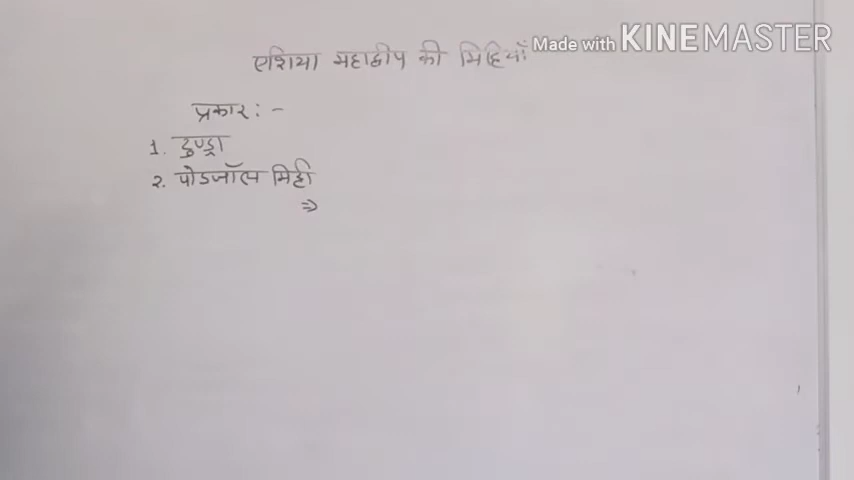 Made with KINEMASTER
एशिया महाद्वीप की मिट्टियाँ
प्रकार : -
1. टुण्ड्रा
2. पोडजॉल मिट्टी
⇒